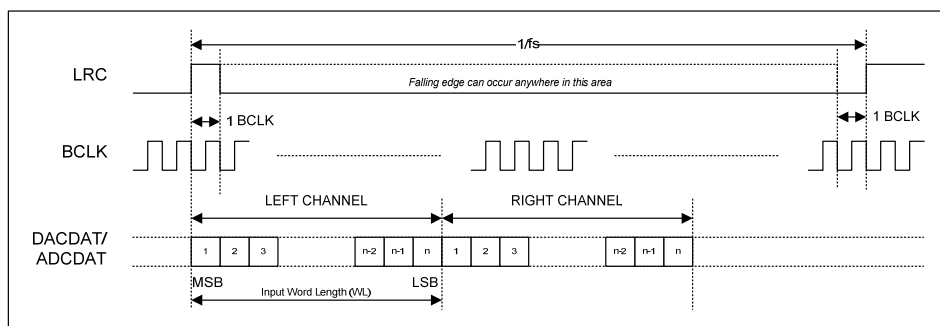 1/fs
LRC
Falling edge can occur anywhere in this area
1 BCLK
1 BCLK
BCLK
LEFT CHANNEL
RIGHT CHANNEL
DACDAT/
ADCDAT
1 2 3 n-2 n-1 n 1 2 3 n-2 n-1 n
MSB
LSB
Input Word Length (WL)